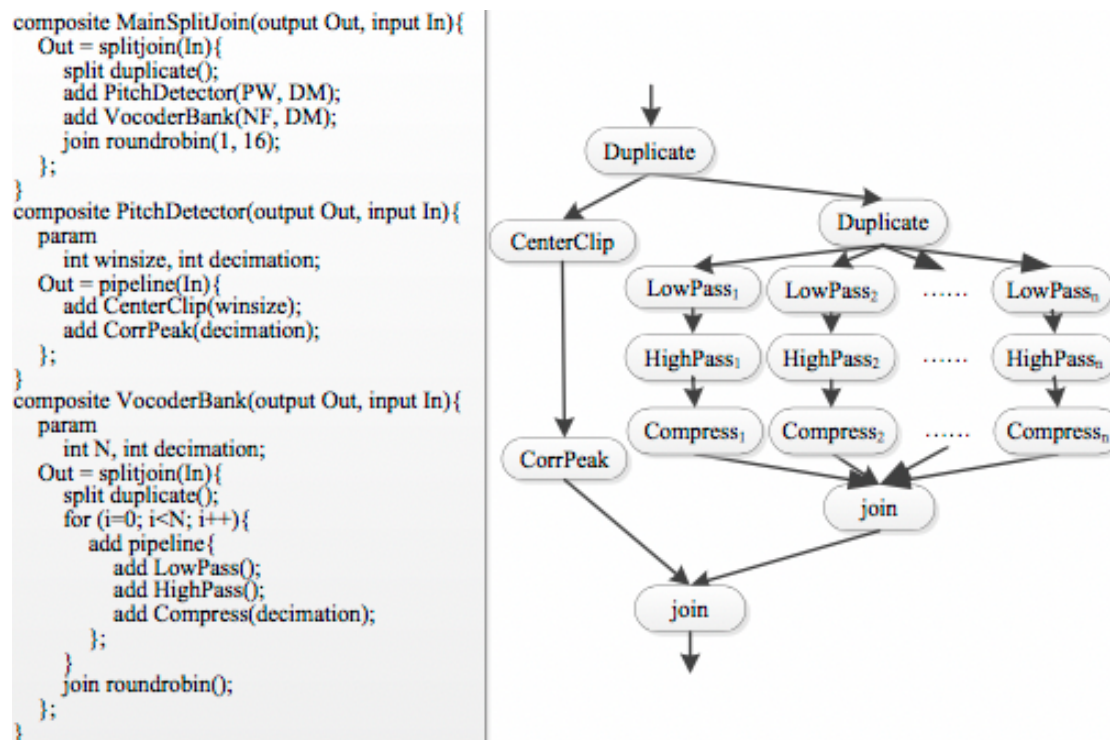 composite MainSplitJoin(output Out, input In){
Out = splitjoin(In){
split duplicate();
add PitchDetector(PW, DM);
add VocoderBank(NF, DM);
join roundrobin(1, 16);
};
}
composite PitchDetector(output Out, input In){
param
int winsize, int decimation;
Out = pipeline(In){
add CenterClip(winsize);
add CorrPeak(decimation);
};
}
composite VocoderBank(output Out, input In){
param
int N, int decimation;
Out = splitjoin(In){
split duplicate();
for (i=0; i<N; i++){
add pipeline{
add LowPass();
add HighPass();
add Compress(decimation);
};
}
join roundrobin();
};
}
Duplicate
Duplicate
CenterClip
LowPass₁ LowPass₂ ...... LowPassₙ
HighPass₁ HighPass₂ ...... HighPassₙ
Compress₁ Compress₂ ...... Compressₙ
CorrPeak
join
join